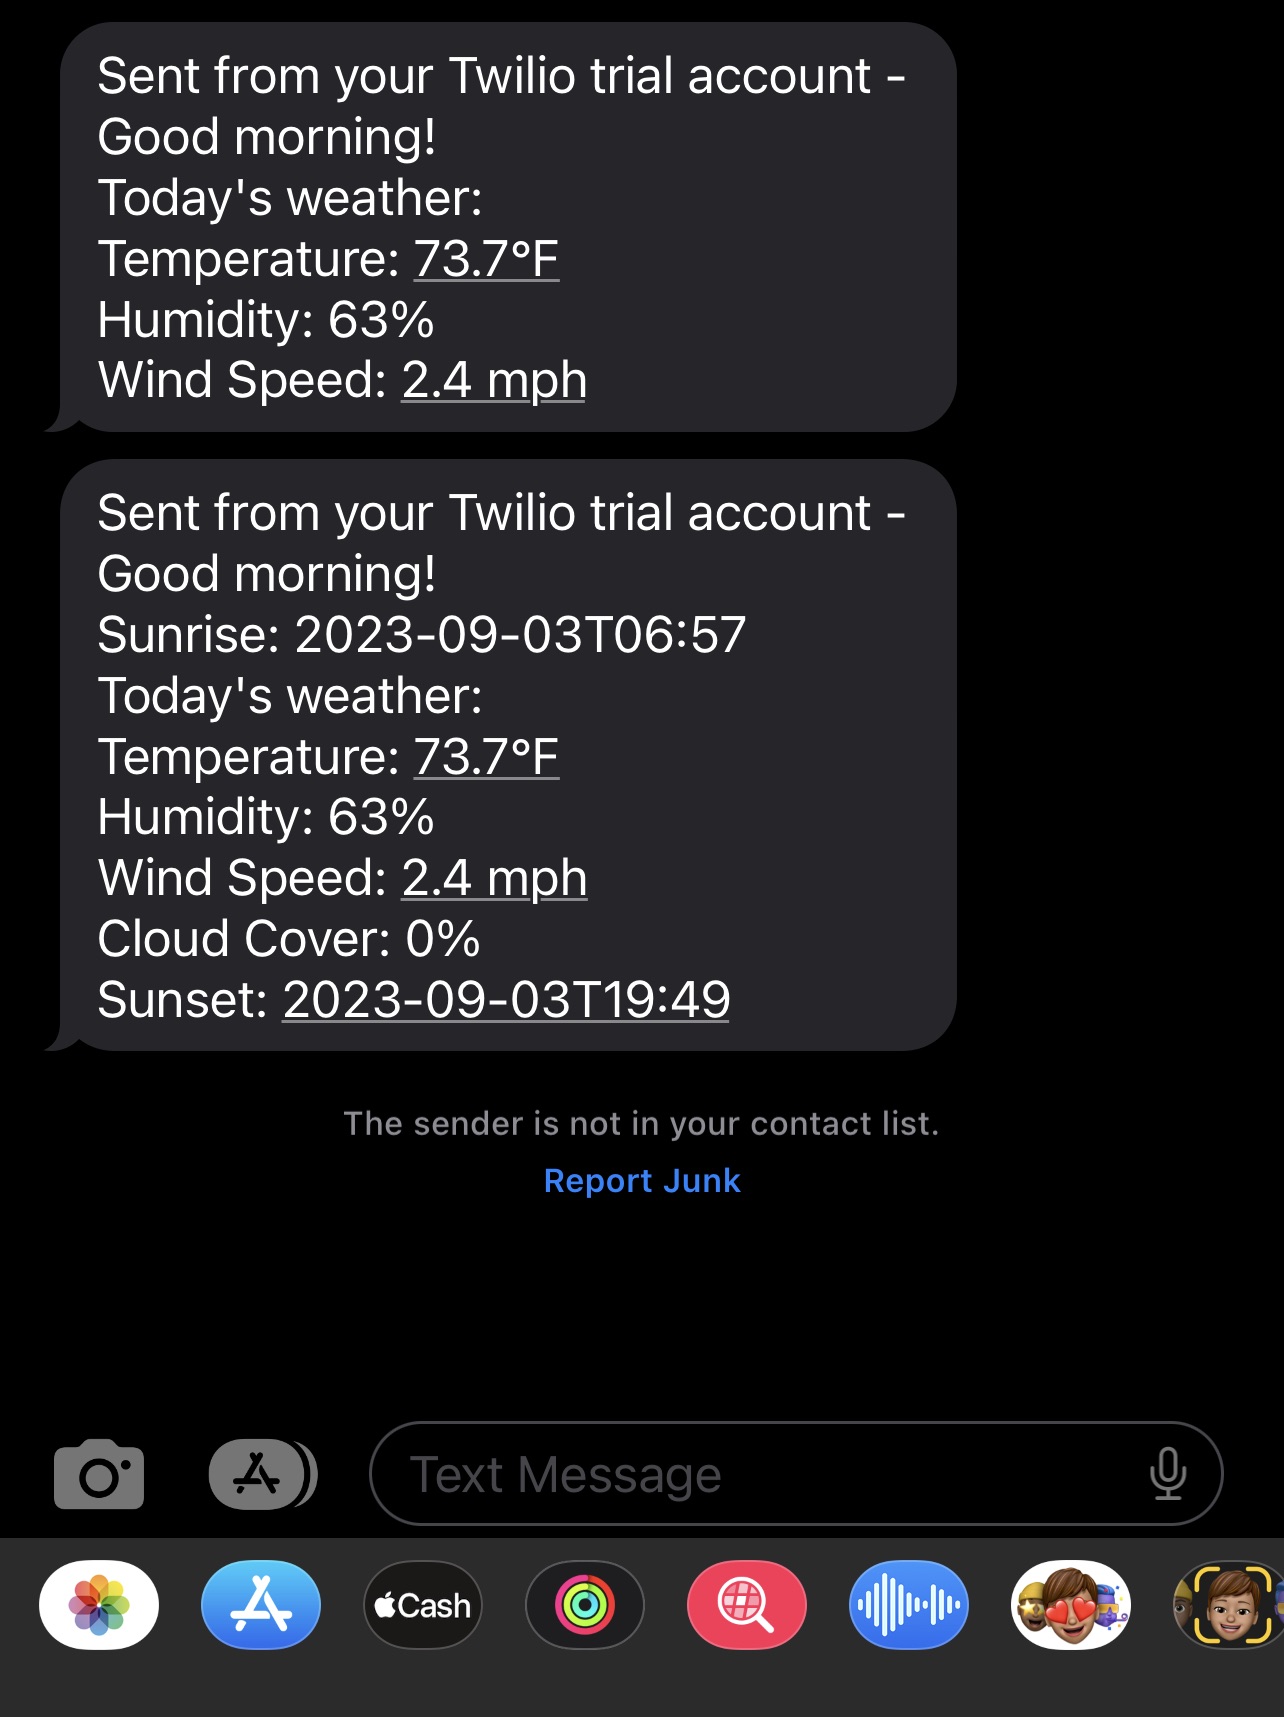 Sent from your Twilio trial account -
Good morning!
Today's weather:
Temperature: 73.7°F
Humidity: 63%
Wind Speed: 2.4 mph
Sent from your Twilio trial account -
Good morning!
Sunrise: 2023-09-03T06:57
Today's weather:
Temperature: 73.7°F
Humidity: 63%
Wind Speed: 2.4 mph
Cloud Cover: 0%
Sunset: 2023-09-03T19:49
The sender is not in your contact list.
Report Junk
Text Message
Cash